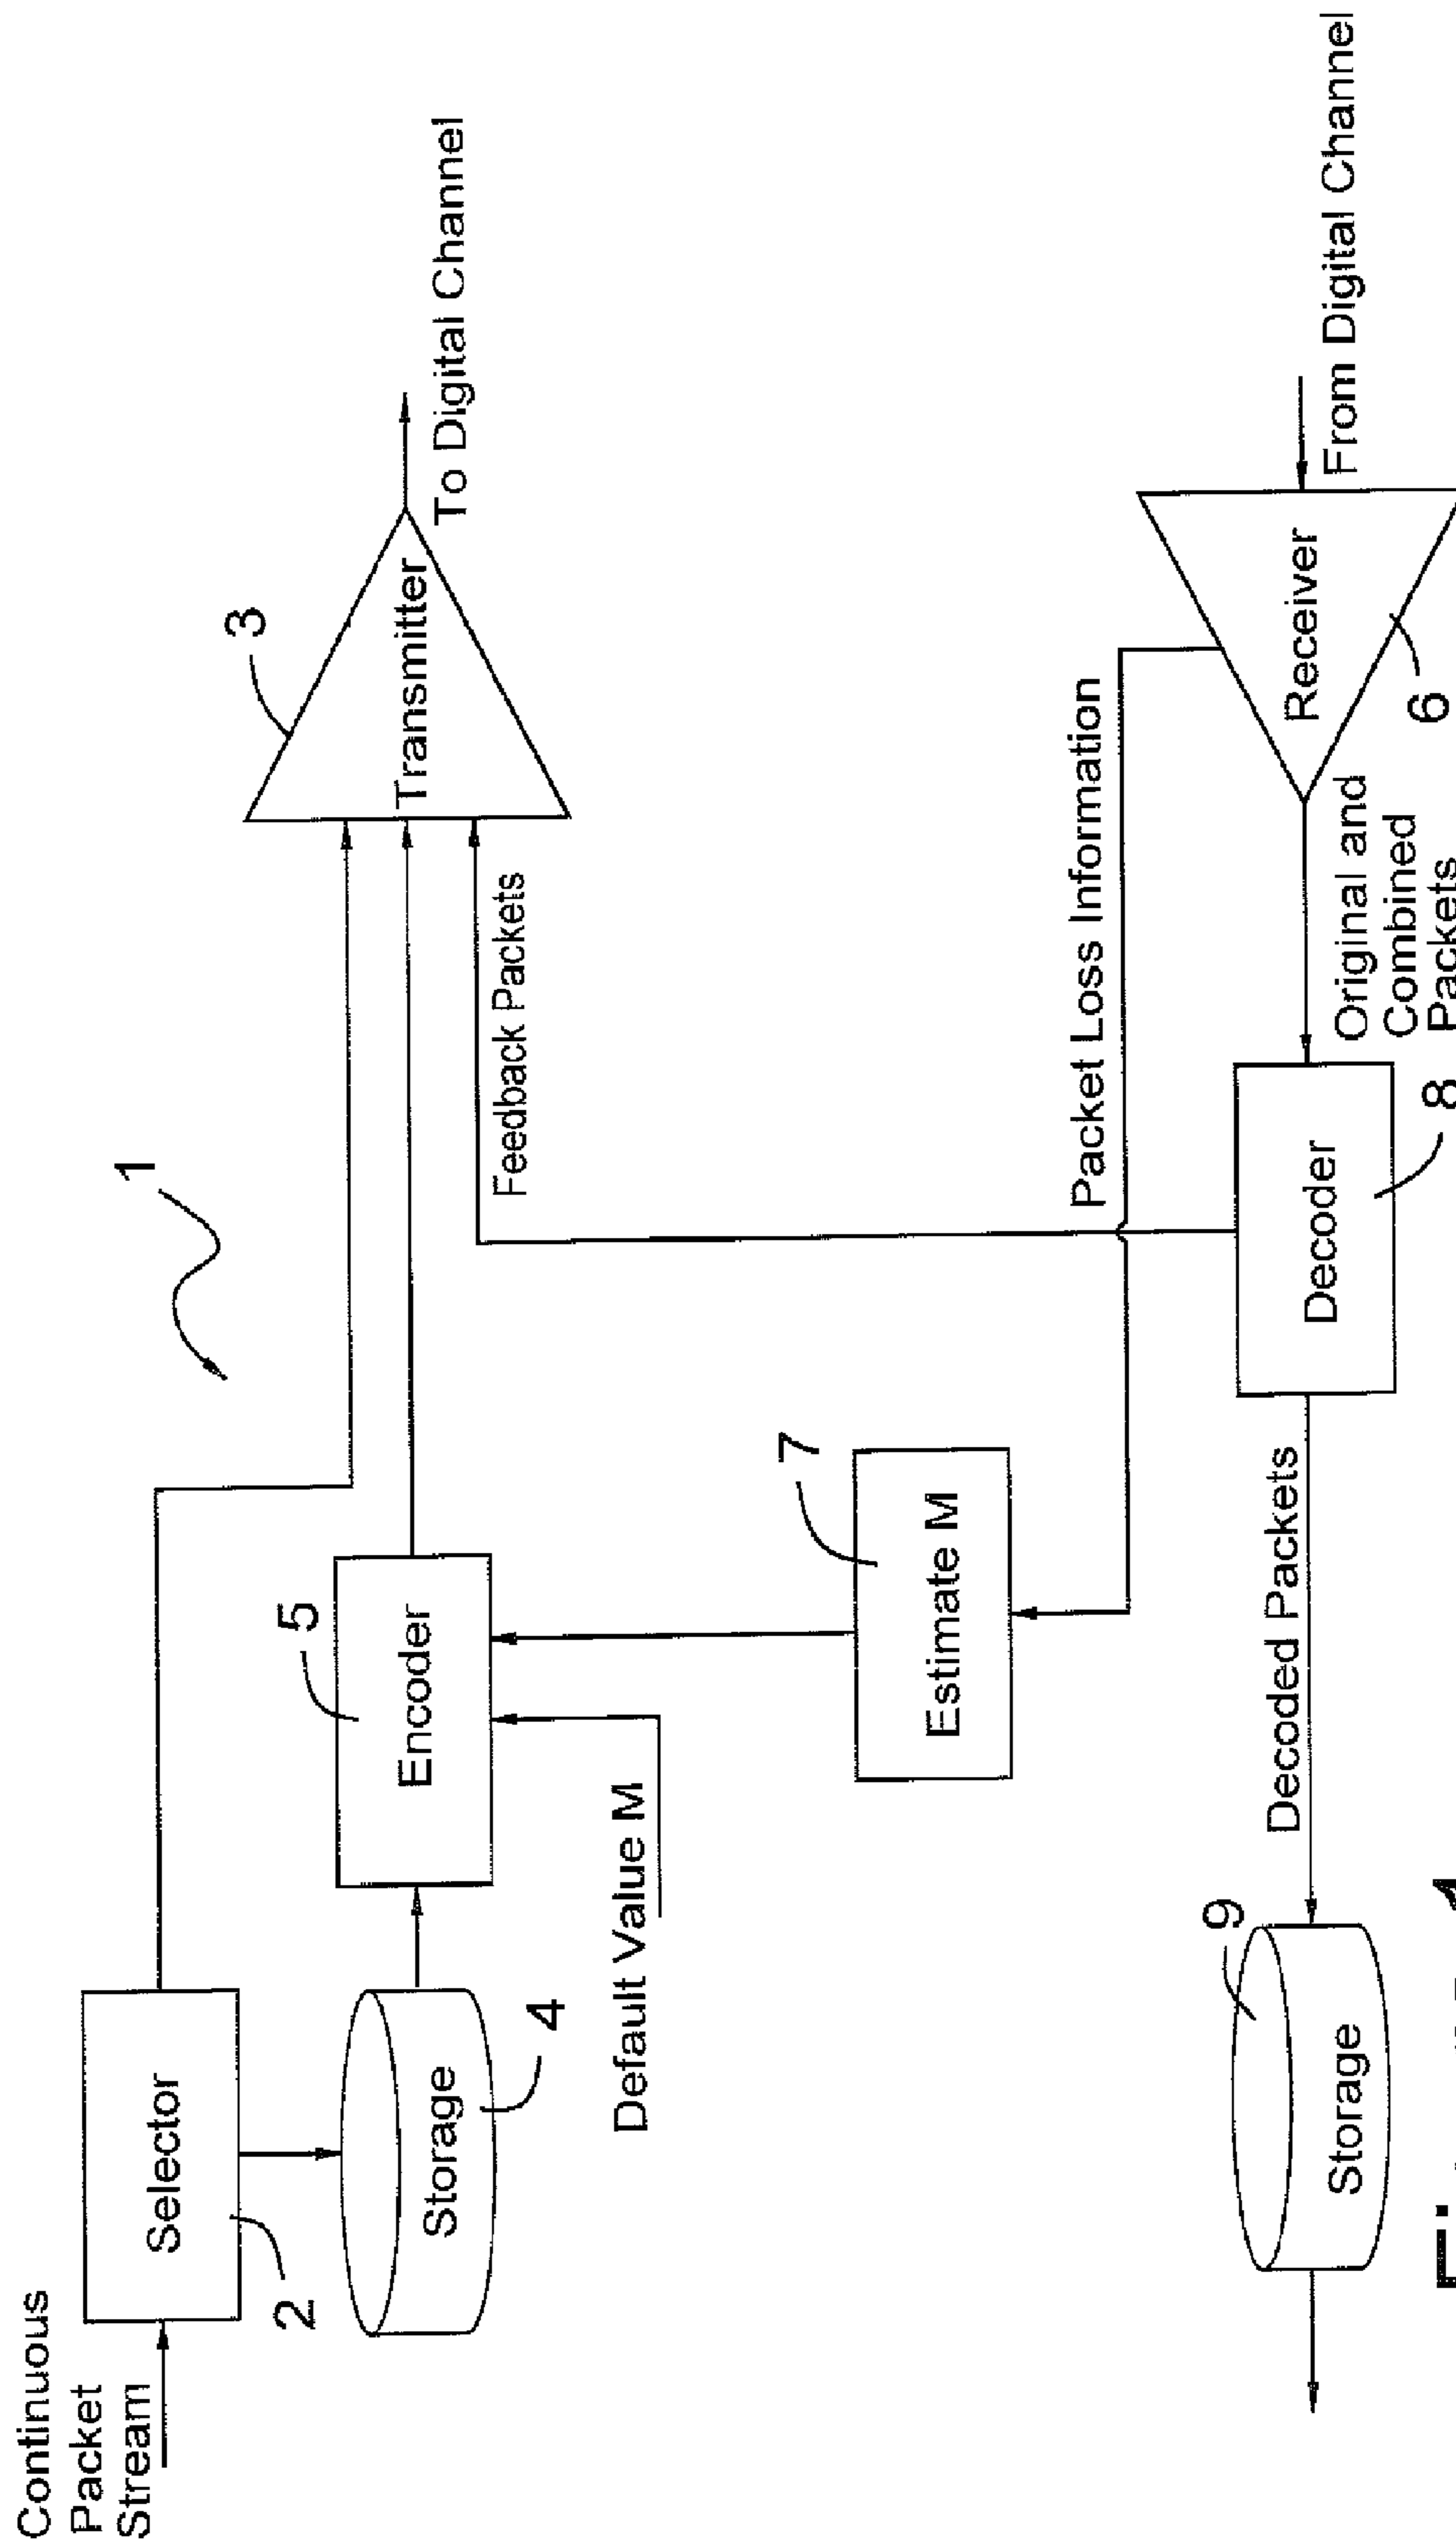 Continuous
Packet
Stream
Selector
2
Storage
4
Encoder
5
Default Value M
1
Transmitter
3
To Digital Channel
Feedback Packets
Estimate M
7
Packet Loss Information
From Digital Channel
Receiver
6
Original and
Combined
Packets
Decoder
8
Decoded Packets
Storage
9